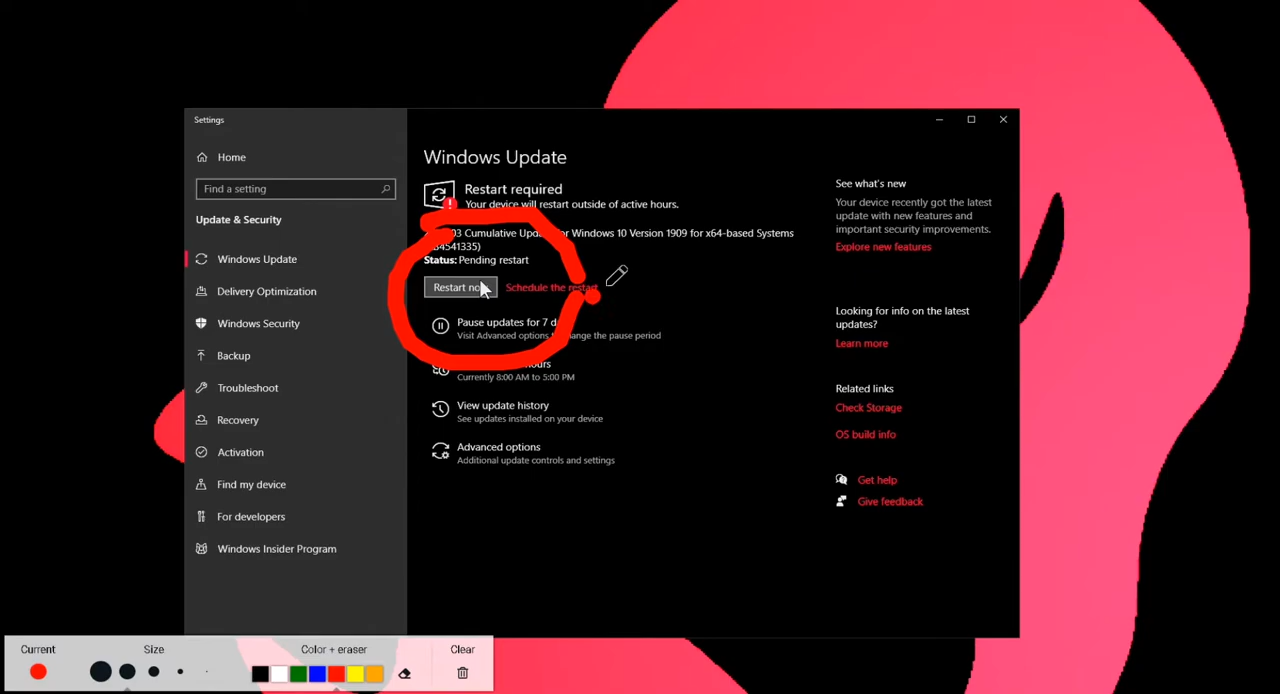 Settings
Home
Find a setting
Update & Security
Windows Update
Delivery Optimization
Windows Security
Backup
Troubleshoot
Recovery
Activation
Find my device
For developers
Windows Insider Program
Windows Update
Restart required
Your device will restart outside of active hours.
03 Cumulative Windows 10 Version 1909 for x64-based Systems
4541335)
Status: Pending restart
Restart
Schedule the restart
Pause updates for 7
Visit Advanced options change the pause period
hours
Currently 8:00 AM to 5:00 PM
View update history
See updates installed on your device
Advanced options
Additional update controls and settings
See what's new
Your device recently got the latest
update with new features and
important security improvements.
Explore new features
Looking for info on the latest
updates?
Learn more
Related links
Check Storage
OS build info
Get help
Give feedback
Current
Size
Color + eraser
Clear